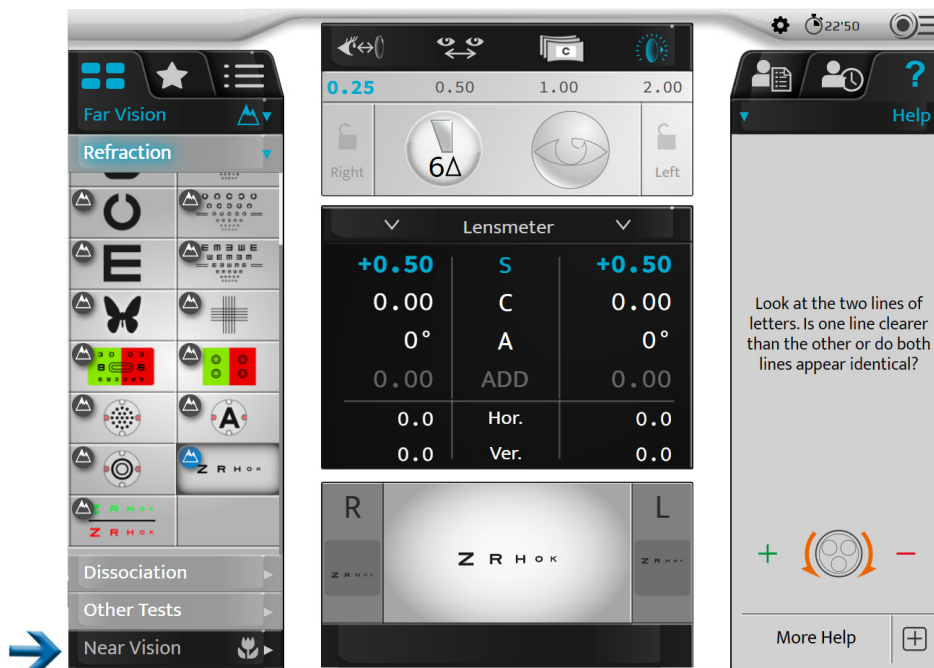 22'50
Far Vision
Refraction
E
E M Ǝ W E
A
Z R H O K
Z R H O K
Z R H O K
Dissociation
Other Tests
Near Vision
C
0.25 0.50 1.00 2.00
Right 6Δ Left
Lensmeter
+0.50 S +0.50
0.00 C 0.00
0° A 0°
0.00 ADD 0.00
0.0 Hor. 0.0
0.0 Ver. 0.0
R L
Z R H O K Z R H O K Z R H O K
?
Help
Look at the two lines of
letters. Is one line clearer
than the other or do both
lines appear identical?
+ −
More Help